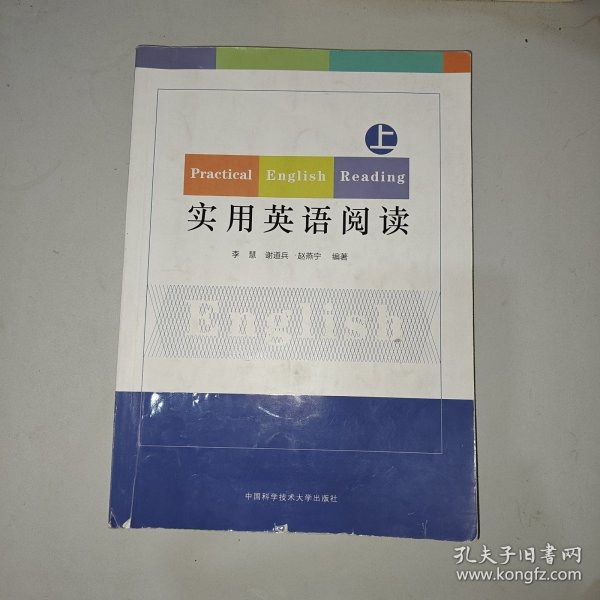 上
Practical English Reading
实用英语阅读
李 慧 谢道兵 赵燕宁 编著
English
中国科学技术大学出版社
孔夫子旧书网
www.kongfz.com